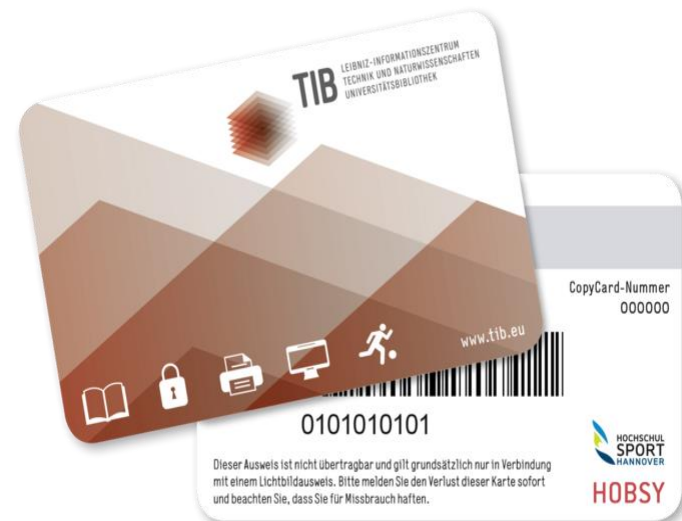 TIB
LEIBNIZ-INFORMATIONSZENTRUM
TECHNIK UND NATURWISSENSCHAFTEN
UNIVERSITÄTSBIBLIOTHEK
www.tib.eu
CopyCard-Nummer
000000
0101010101
Dieser Ausweis ist nicht übertragbar und gilt grundsätzlich nur in Verbindung
mit einem Lichtbildausweis. Bitte melden Sie den Verlust dieser Karte sofort
und beachten Sie, dass Sie für Missbrauch haften.
HOCHSCHUL
SPORT
HANNOVER
HOBSY